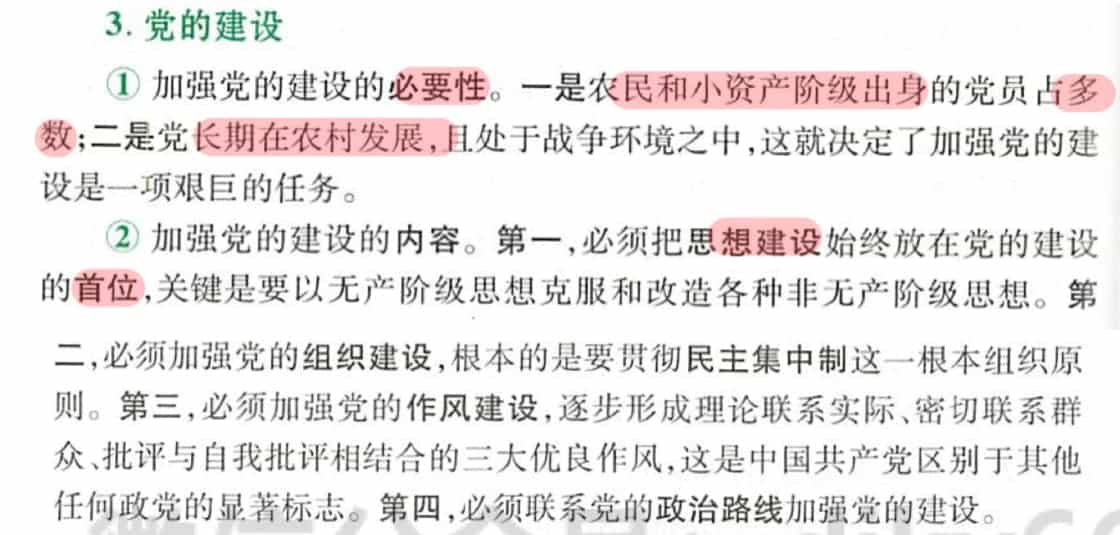 3. 党的建设
① 加强党的建设的必要性。一是农民和小资产阶级出身的党员占多
数;二是党长期在农村发展,且处于战争环境之中,这就决定了加强党的建
设是一项艰巨的任务。
② 加强党的建设的内容。第一,必须把思想建设始终放在党的建设
的首位,关键是要以无产阶级思想克服和改造各种非无产阶级思想。第
二,必须加强党的组织建设,根本的是要贯彻民主集中制这一根本组织原
则。第三,必须加强党的作风建设,逐步形成理论联系实际、密切联系群
众、批评与自我批评相结合的三大优良作风,这是中国共产党区别于其他
任何政党的显著标志。第四,必须联系党的政治路线加强党的建设。